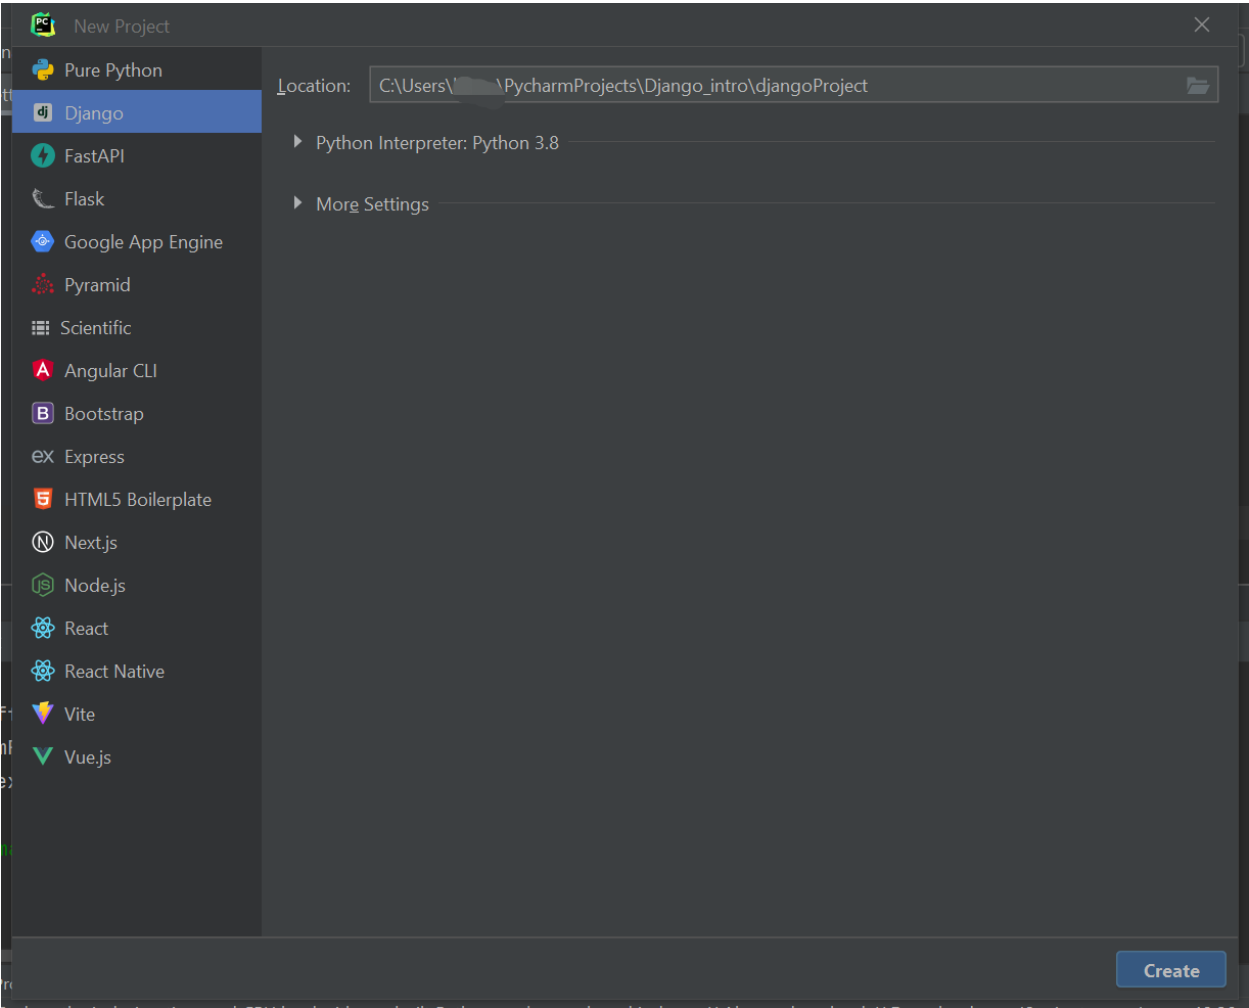 New Project
Pure Python
Django
FastAPI
Flask
Google App Engine
Pyramid
Scientific
Angular CLI
Bootstrap
Express
HTML5 Boilerplate
Next.js
Node.js
React
React Native
Vite
Vue.js
Location: C:\Users\ \PycharmProjects\Django_intro\djangoProject
Python Interpreter: Python 3.8
More Settings
Create